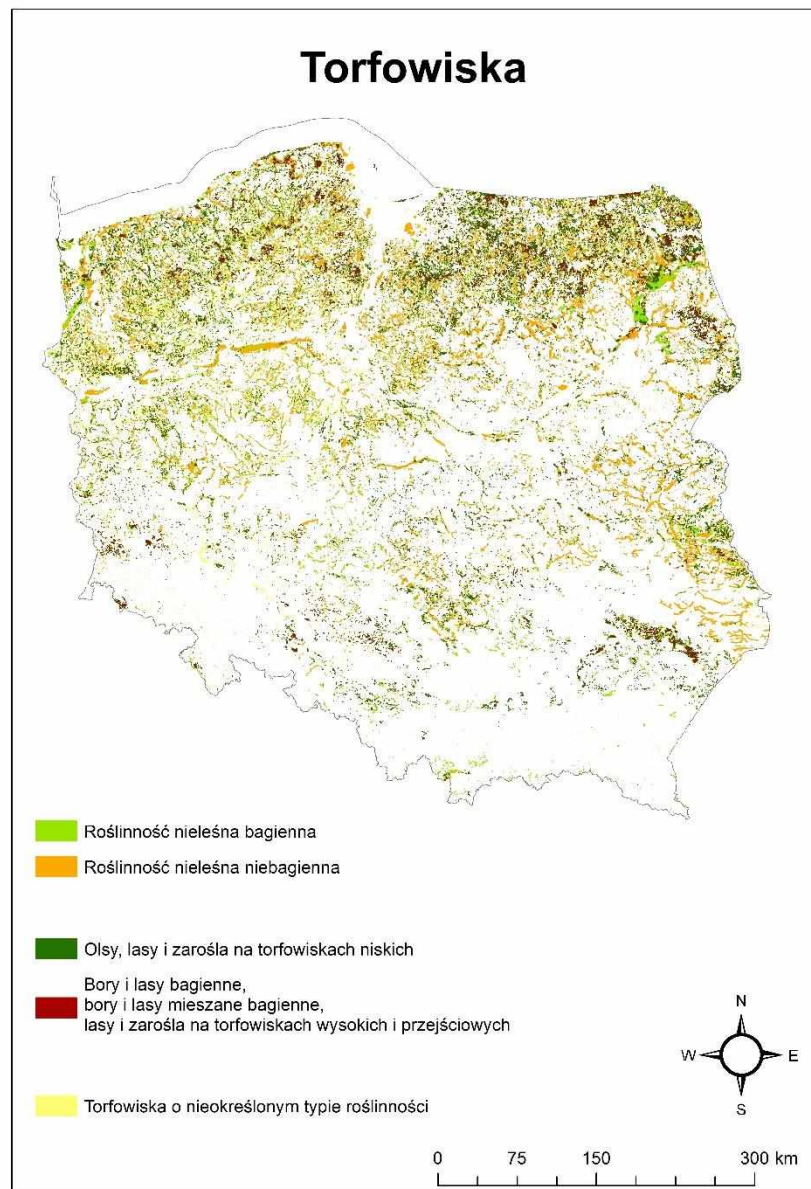 Torfowiska
Roślinność nieleśna bagienna
Roślinność nieleśna niebagienna
Olsy, lasy i zarośla na torfowiskach niskich
Bory i lasy bagienne,
bory i lasy mieszane bagienne,
lasy i zarośla na torfowiskach wysokich i przejściowych
Torfowiska o nieokreślonym typie roślinności
N
W E
S
0 75 150 300 km